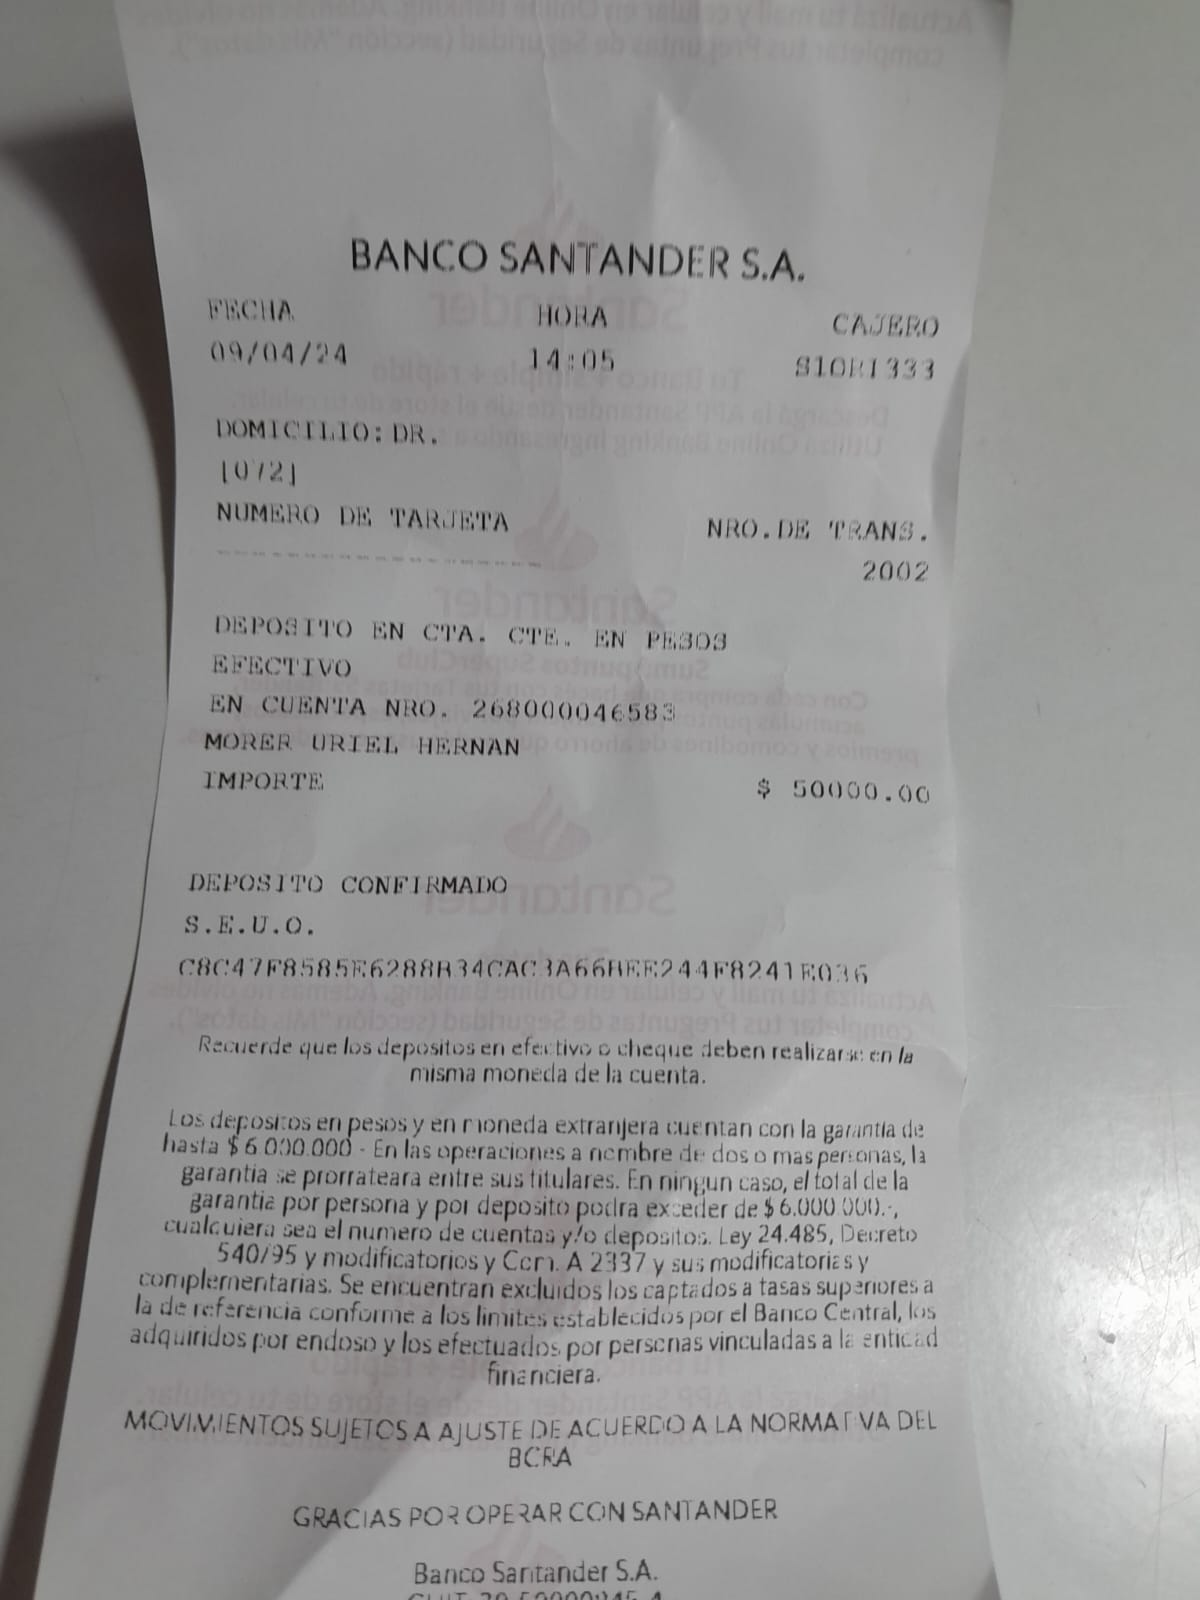 BANCO SANTANDER S.A.
FECHA HORA CAJERO
09/04/24 14:05 S10R1333
DOMICILIO: DR.
[072]
NUMERO DE TARJETA NRO.DE TRANS.
2002
DEPOSITO EN CTA. CTE. EN PESOS
EFECTIVO
EN CUENTA NRO. 268000046583
MORER URIEL HERNAN
IMPORTE $ 50000.00
DEPOSITO CONFIRMADO
S.E.U.O.
Recuerde que los depositos en efectivo o cheque deben realizarse en la
misma moneda de la cuenta.
Los depositos en pesos y en moneda extranjera cuentan con la garantia de
hasta $ 6.000.000 - En las operaciones a nombre de dos o mas personas, la
garantia se prorrateara entre sus titulares. En ningun caso, el total de la
garantia por persona y por deposito podra exceder de $ 6.000.000.-,
cualquiera sea el numero de cuentas y/o depositos. Ley 24.485, Decreto
540/95 y modificatorios y Com. A 2337 y sus modificatorias y
complementarias. Se encuentran excluidos los captados a tasas superiores a
la de referencia conforme a los limites establecidos por el Banco Central, los
adquiridos por endoso y los efectuados por personas vinculadas a la entidad
financiera.
MOVIMIENTOS SUJETOS A AJUSTE DE ACUERDO A LA NORMATIVA DEL
BCRA
GRACIAS POR OPERAR CON SANTANDER
Banco Santander S.A.